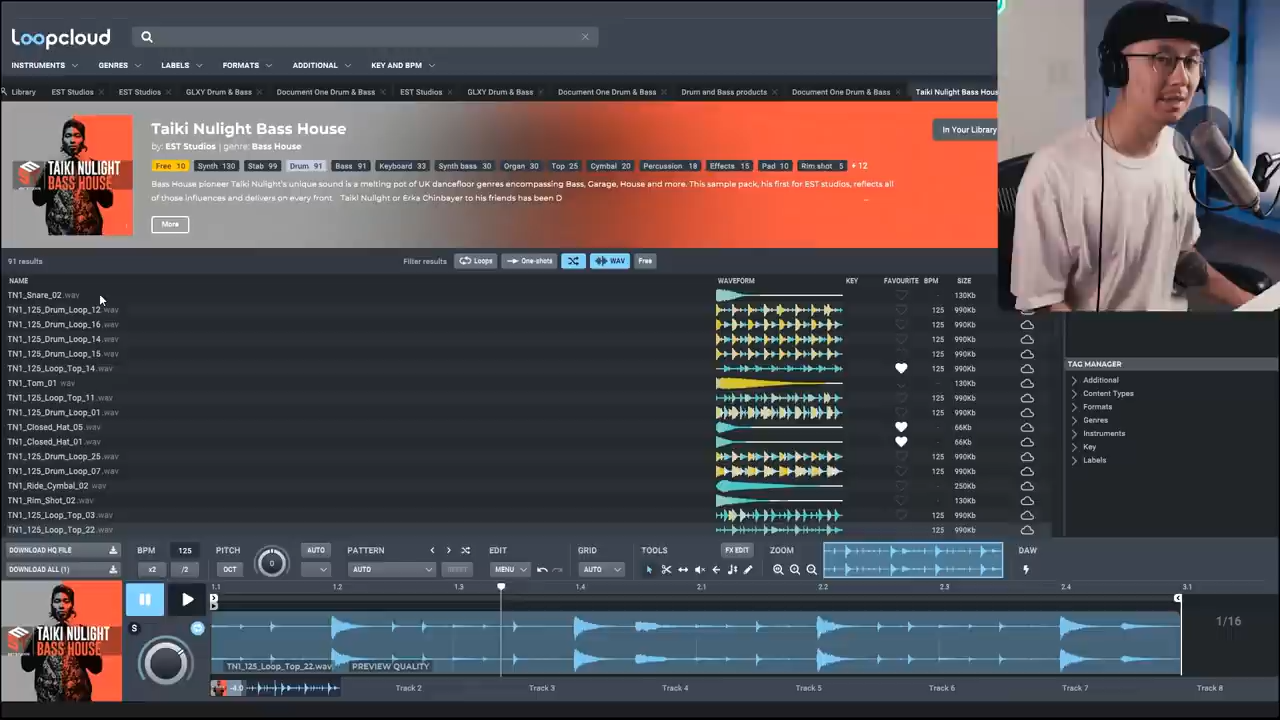 Loopcloud
INSTRUMENTS GENRES LABELS FORMATS ADDITIONAL KEY AND BPM
Library EST Studios EST Studios GLXY Drum & Bass Document One Drum & Bass EST Studios GLXY Drum & Bass Document One Drum & Bass Drum and Bass products Document One Drum & Bass Taiki Nulight Bass Hous
TAIKI NULIGHT
BASS HOUSE
Taiki Nulight Bass House
by: EST Studios | genre: Bass House
In Your Library
Free 10 Synth 130 Stab 99 Drum 91 Bass 91 Keyboard 33 Synth bass 30 Organ 30 Top 25 Cymbal 20 Percussion 18 Effects 15 Pad 10 Rim shot 5 + 12
Bass House pioneer Taiki Nulight's unique sound is a melting pot of UK dancefloor genres encompassing Bass, Garage, House and more. This sample pack, his first for EST studios, reflects all
of those influences and delivers on every front Taiki Nulight or Erka Chinbayer to his friends has been D
...
More
91 results Filter results Loops One-shots WAV Free
NAME WAVEFORM KEY FAVOURITE BPM SIZE
TN1_Snare_02.wav - 130Kb
TN1_125_Drum_Loop_12.wav 125 990Kb
TN1_125_Drum_Loop_16.wav 125 990Kb
TN1_125_Drum_Loop_14.wav 125 990Kb
TN1_125_Drum_Loop_15.wav 125 990Kb
TN1_125_Loop_Top_14.wav 125 990Kb
TN1_Tom_01.wav - 130Kb
TN1_125_Loop_Top_11.wav 125 990Kb
TN1_125_Drum_Loop_01.wav 125 990Kb
TN1_Closed_Hat_05.wav - 66Kb
TN1_Closed_Hat_01.wav - 66Kb
TN1_125_Drum_Loop_25.wav 125 990Kb
TN1_125_Drum_Loop_07.wav 125 990Kb
TN1_Ride_Cymbal_02.wav - 250Kb
TN1_Rim_Shot_02.wav - 130Kb
TN1_125_Loop_Top_03.wav 125 990Kb
TN1_125_Loop_Top_22.wav 125 990Kb
TAG MANAGER
Additional
Content Types
Formats
Genres
Instruments
Key
Labels
DOWNLOAD HQ FILE BPM 125 PITCH 0 AUTO PATTERN EDIT GRID TOOLS FX EDIT ZOOM DAW
DOWNLOAD ALL (1) x2 /2 OCT AUTO RESET MENU AUTO
1.1 1.2 1.3 1.4 2.1 2.2 2.3 2.4 3.1
TAIKI NULIGHT
BASS HOUSE
S
1/16
TN1_125_Loop_Top_22.wav PREVIEW QUALITY
-4.0 Track 2 Track 3 Track 4 Track 5 Track 6 Track 7 Track 8